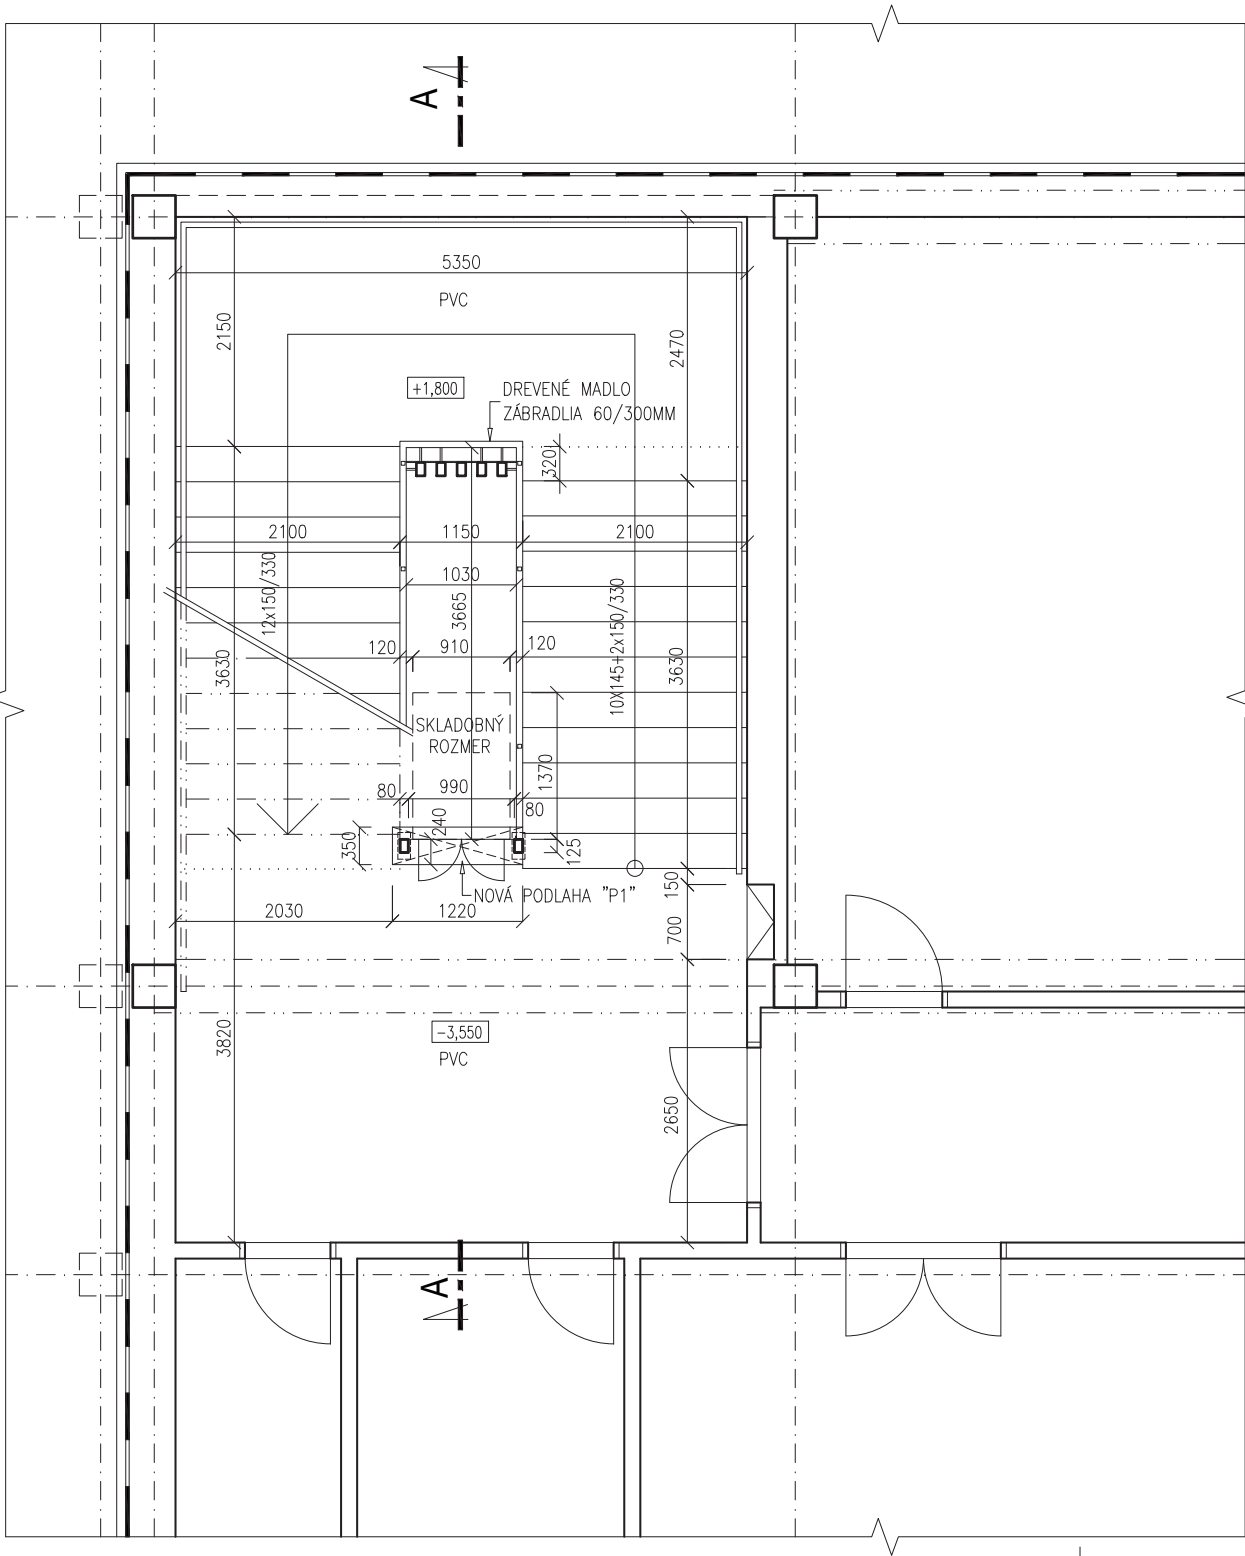 A
5350
PVC
2150
2470
+1,800
DREVENÉ MADLO
ZÁBRADLIA 60/300MM
320
2100
1150
2100
1030
12x150/330
3665
10X145+2x150/330
120
910
120
3630
3630
SKLADOBNÝ
ROZMER
1370
80
990
80
240
350
125
NOVÁ PODLAHA "P1"
150
2030
1220
700
3820
-3,550
PVC
2650
A